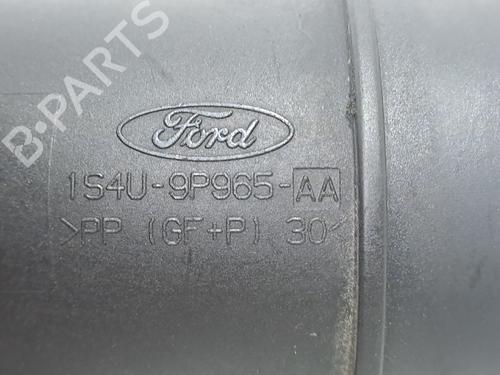 B-PARTS
Ford
1S4U-9P965-AA
>PP (GF+P) 30<